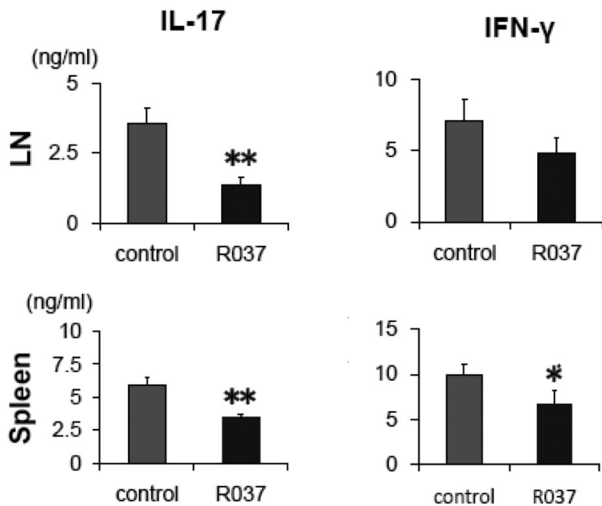 IL-17
IFN-γ
(ng/ml)
LN
5
2.5
0
control
R037
**
10
5
0
control
R037
(ng/ml)
Spleen
10
7.5
5
2.5
0
control
R037
**
15
10
5
0
control
R037
*